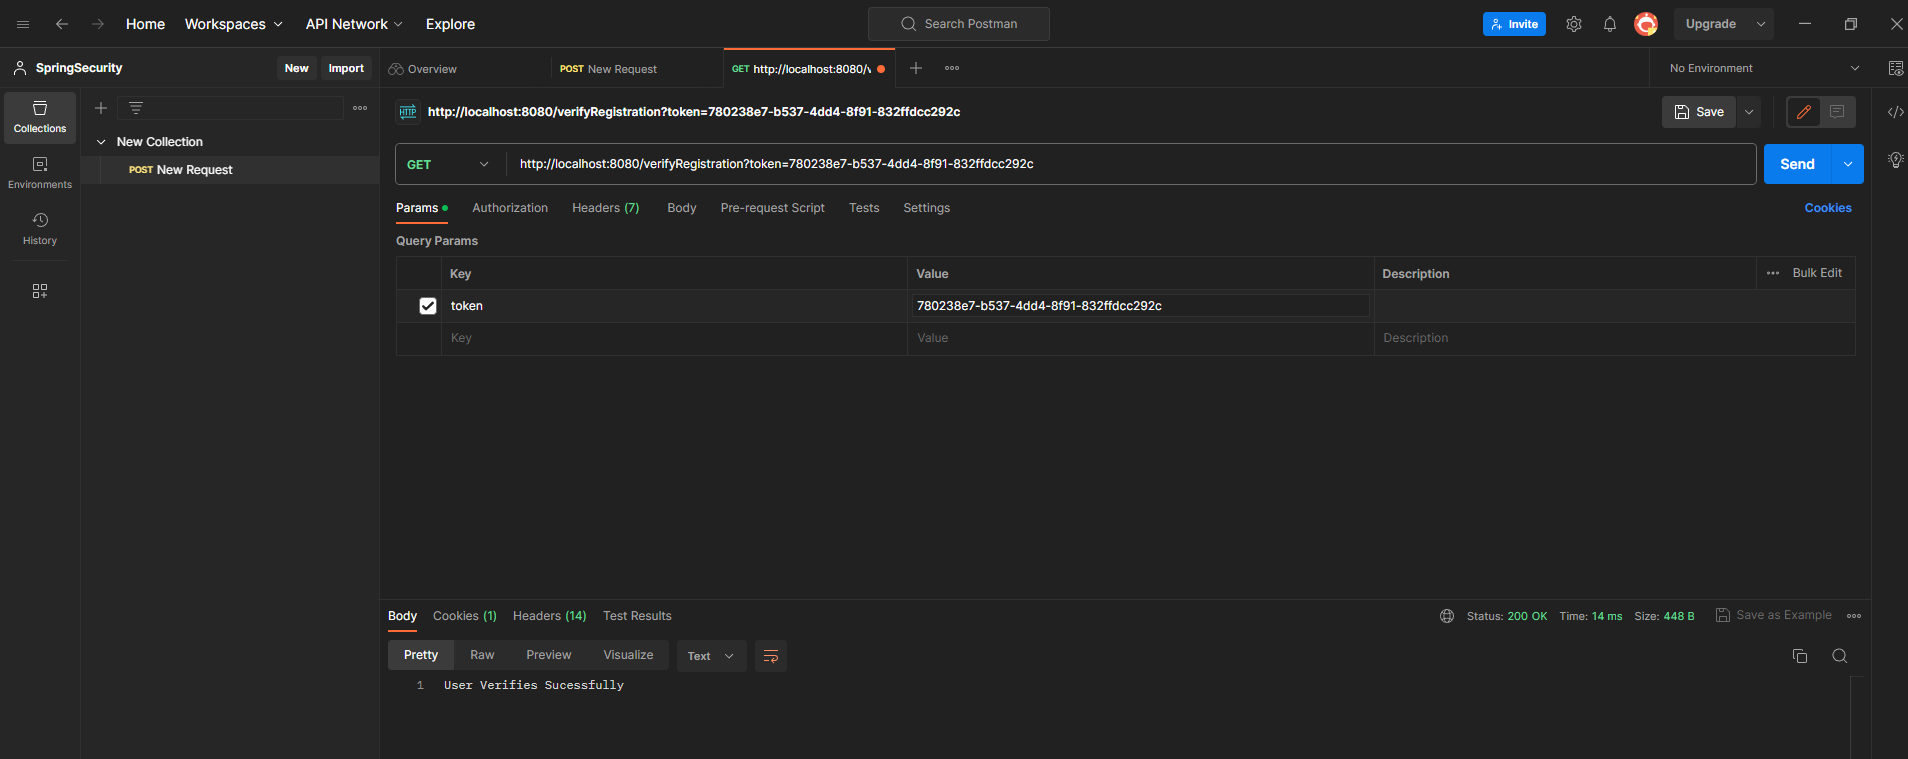 Home Workspaces API Network Explore Search Postman Invite Upgrade
SpringSecurity New Import Overview POST New Request GET http://localhost:8080/v No Environment
Collections
Environments
History
New Collection
POST New Request
HTTP http://localhost:8080/verifyRegistration?token=780238e7-b537-4dd4-8f91-832ffdcc292c Save
GET http://localhost:8080/verifyRegistration?token=780238e7-b537-4dd4-8f91-832ffdcc292c Send
Params Authorization Headers (7) Body Pre-request Script Tests Settings Cookies
Query Params
Key Value Description Bulk Edit
token 780238e7-b537-4dd4-8f91-832ffdcc292c
Key Value Description
Body Cookies (1) Headers (14) Test Results Status: 200 OK Time: 14 ms Size: 448 B Save as Example
Pretty Raw Preview Visualize Text
1 User Verifies Sucessfully